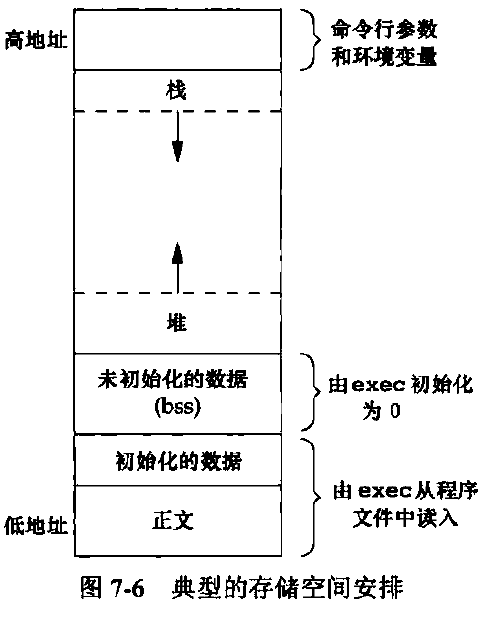 高地址
命令行参数
和环境变量
栈
堆
未初始化的数据
(bss)
由exec初始化
为 0
初始化的数据
由exec从程序
文件中读入
低地址
正文
图 7-6 典型的存储空间安排